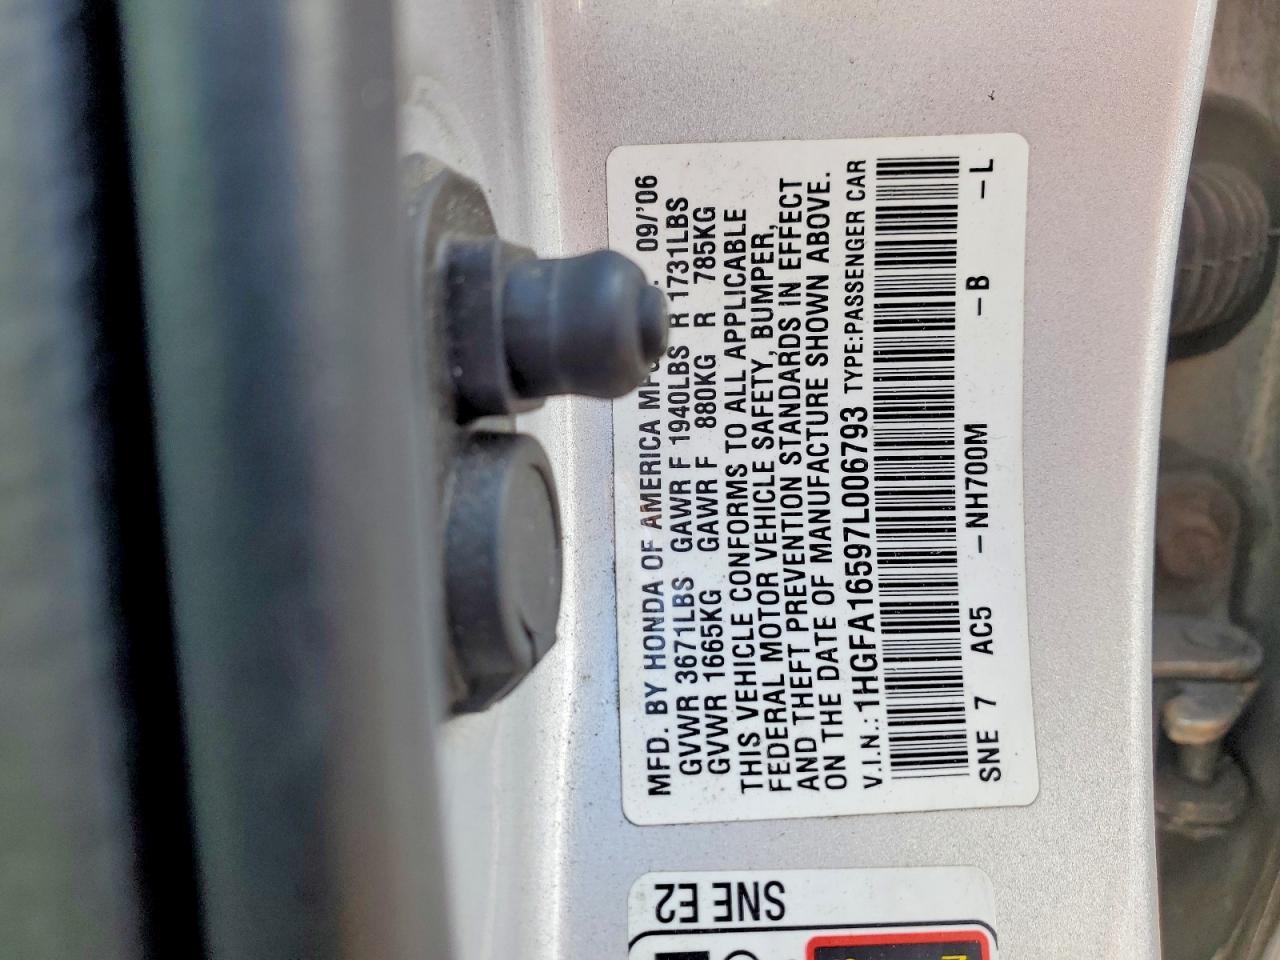 MFD. BY HONDA OF AMERICA 09/'06
GVWR 3671LBS GAWR F 1940LBS R 1731LBS
GVWR 1665KG GAWR F 880KG R 785KG
THIS VEHICLE CONFORMS TO ALL APPLICABLE
FEDERAL MOTOR VEHICLE SAFETY, BUMPER,
AND THEFT PREVENTION STANDARDS IN EFFECT
ON THE DATE OF MANUFACTURE SHOWN ABOVE.
V.I.N.: 1HGFA16597L006793 TYPE:PASSENGER CAR
SNE 7 AC5 -NH700M -B -L
SNE E2